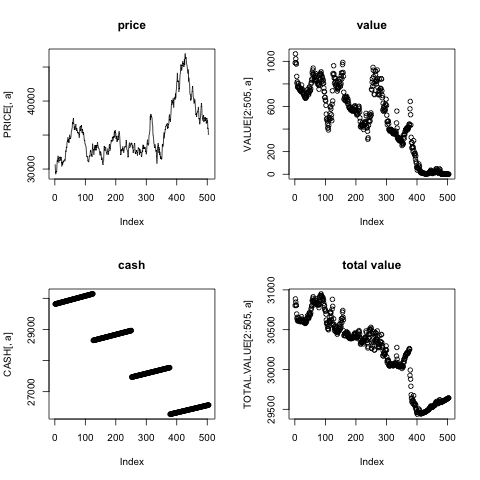 price
PRICE[, a]
30000
40000
0 100 200 300 400 500
Index
value
VALUE[2:505, a]
0 200 600 1000
0 100 200 300 400 500
Index
cash
CASH[, a]
27000
29000
0 100 200 300 400 500
Index
total value
TOTAL.VALUE[2:505, a]
29500 30000 30500 31000
0 100 200 300 400 500
Index